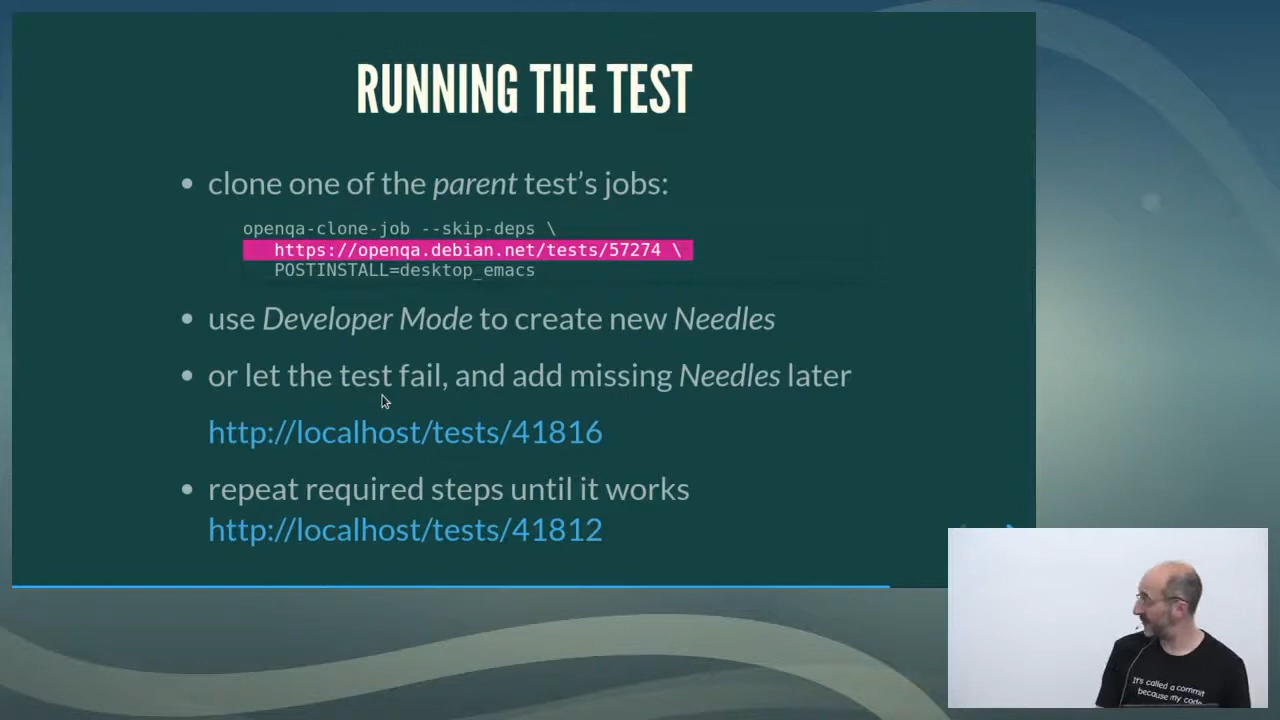 RUNNING THE TEST
• clone one of the parent test's jobs:
openqa-clone-job --skip-deps \
https://openqa.debian.net/tests/57274 \
POSTINSTALL=desktop_emacs
• use Developer Mode to create new Needles
• or let the test fail, and add missing Needles later
http://localhost/tests/41816
• repeat required steps until it works
http://localhost/tests/41812
It's called a commit
because my code